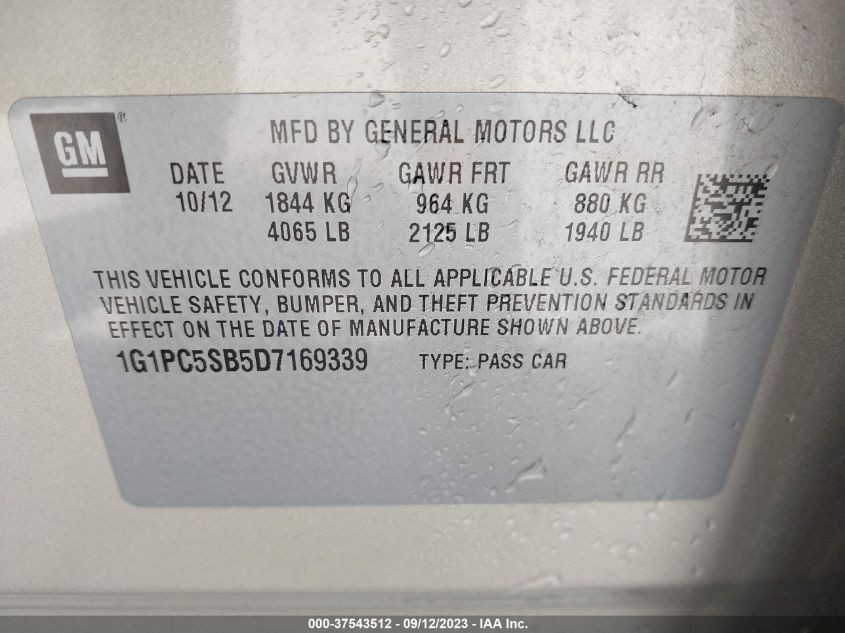 GM®
MFD BY GENERAL MOTORS LLC
DATE GVWR GAWR FRT GAWR RR
10/12 1844 KG 964 KG 880 KG
4065 LB 2125 LB 1940 LB
THIS VEHICLE CONFORMS TO ALL APPLICABLE U.S. FEDERAL MOTOR
VEHICLE SAFETY, BUMPER, AND THEFT PREVENTION STANDARDS IN
EFFECT ON THE DATE OF MANUFACTURE SHOWN ABOVE.
1G1PC5SB5D7169339 TYPE: PASS CAR
000-37543512 - 09/12/2023 - IAA Inc.